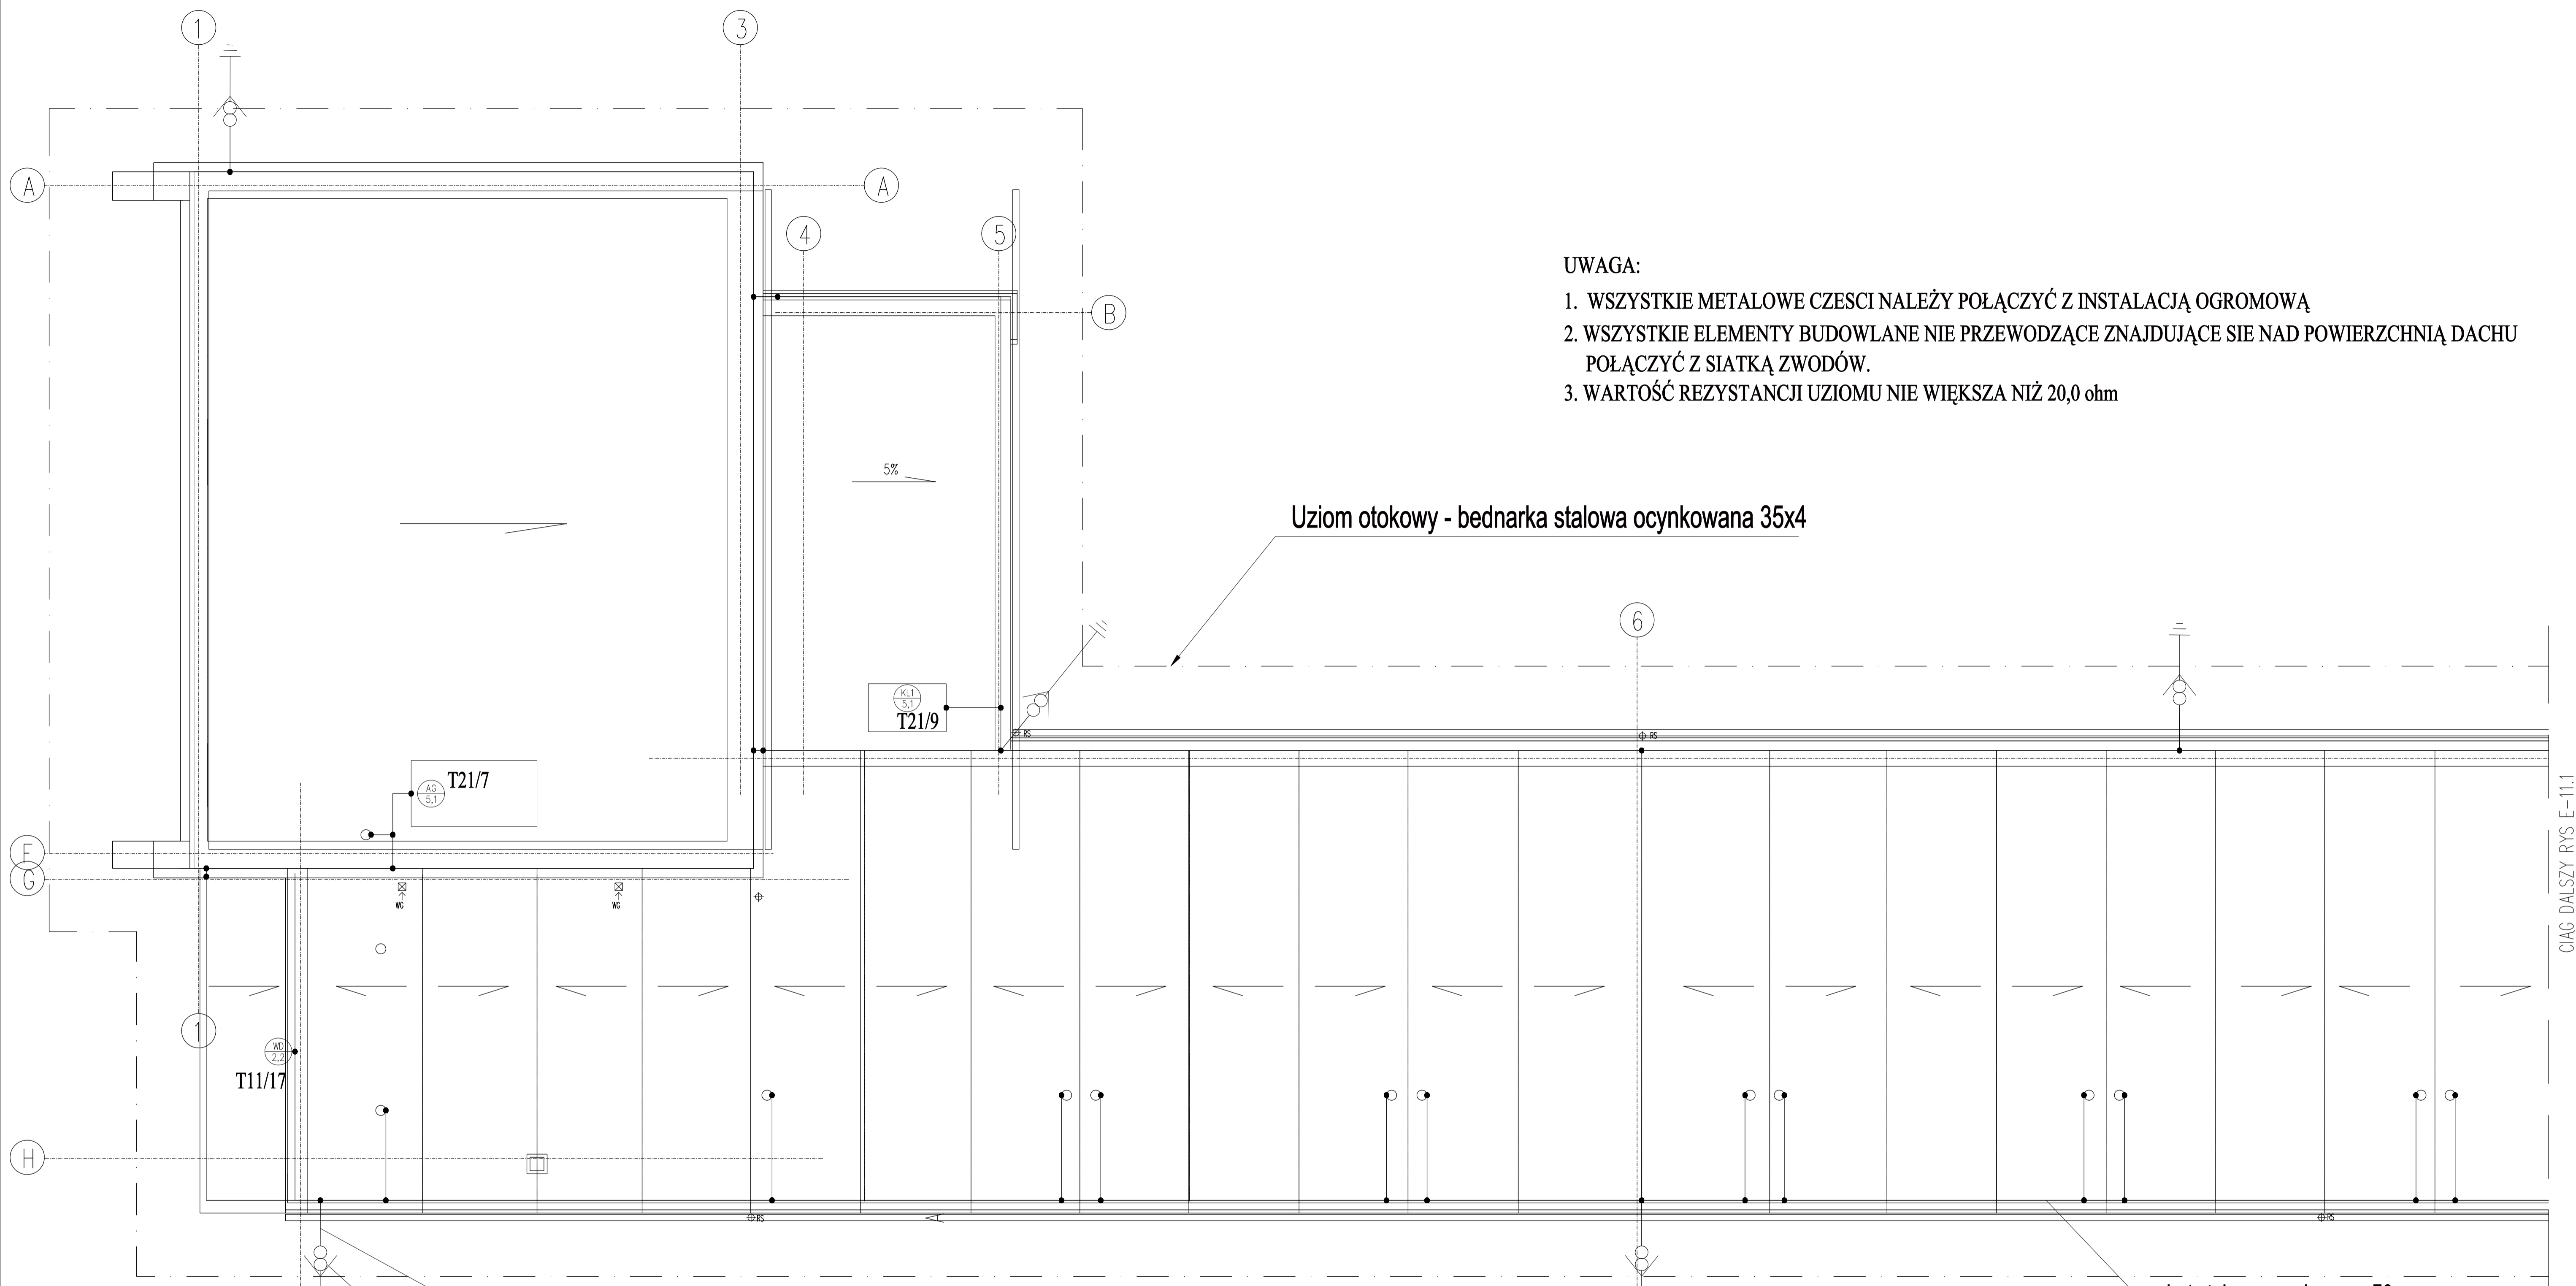 1
3
A
A
4
5
B
UWAGA:
1. WSZYSTKIE METALOWE CZESCI NALEŻY POŁĄCZYĆ Z INSTALACJĄ OGROMOWĄ
2. WSZYSTKIE ELEMENTY BUDOWLANE NIE PRZEWODZĄCE ZNAJDUJĄCE SIE NAD POWIERZCHNIĄ DACHU
POŁĄCZYĆ Z SIATKĄ ZWODÓW.
3. WARTOŚĆ REZYSTANCJI UZIOMU NIE WIĘKSZA NIŻ 20,0 ohm
5%
Uziom otokowy - bednarka stalowa ocynkowana 35x4
6
KL1
5,1
T21/9
RS
RS
AG
5,1
T21/7
F
G
WG
WG
CIĄG DALSZY RYS E-11.1
1
WD
2,2
T11/17
H
RS
RS